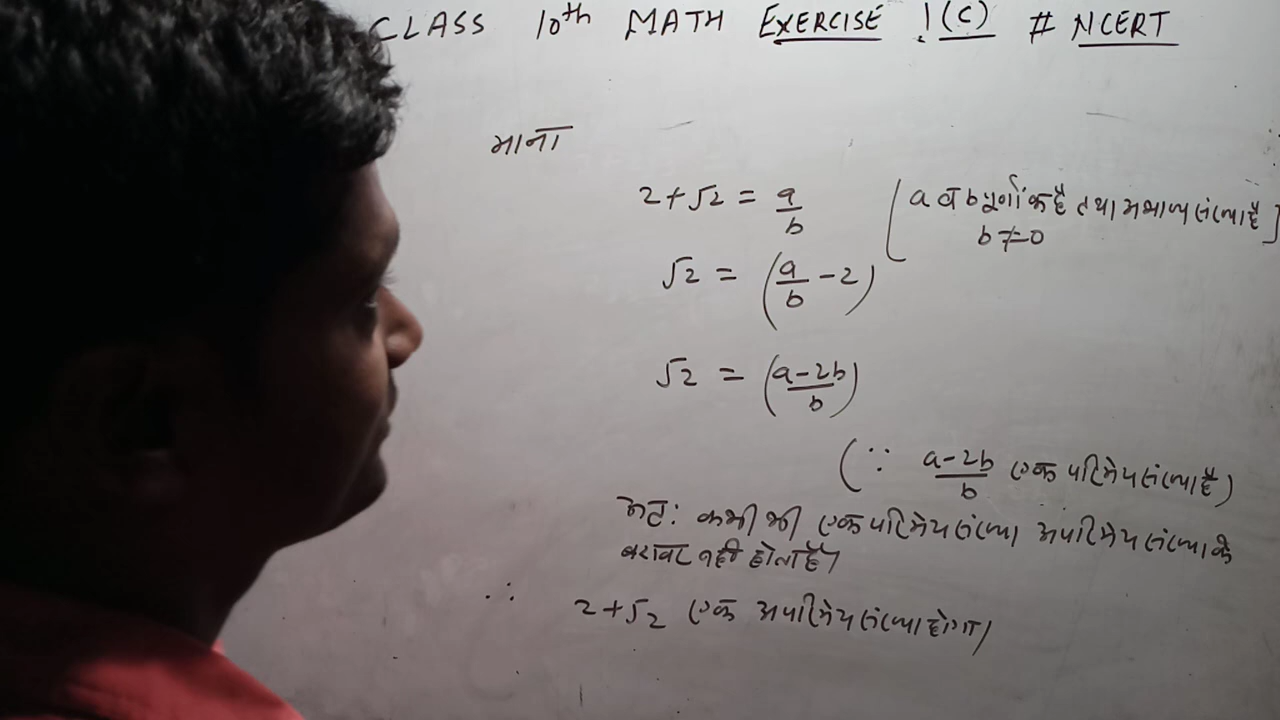 CLASS 10th MATH EXERCISE 1(C) # NCERT
माना
2+√2 = a/b [a व b पूर्णांक है तथा अभाज्य संख्या है
b ≠ 0]
√2 = (a/b - 2)
√2 = (a-2b/b)
(∵ a-2b/b एक परिमेय संख्या है)
अतः कभी भी एक परिमेय संख्या अपरिमेय संख्या के
बराबर नही होता है।
∴ 2+√2 एक अपरिमेय संख्या होगा।